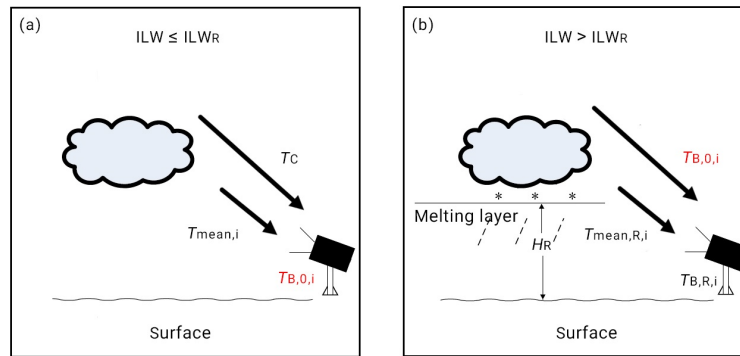 (a)
ILW ≤ ILWR
TC
Tmean,i
TB,0,i
Surface
(b)
ILW > ILWR
TB,0,i
* * *
Melting layer
Tmean,R,i
HR
TB,R,i
Surface